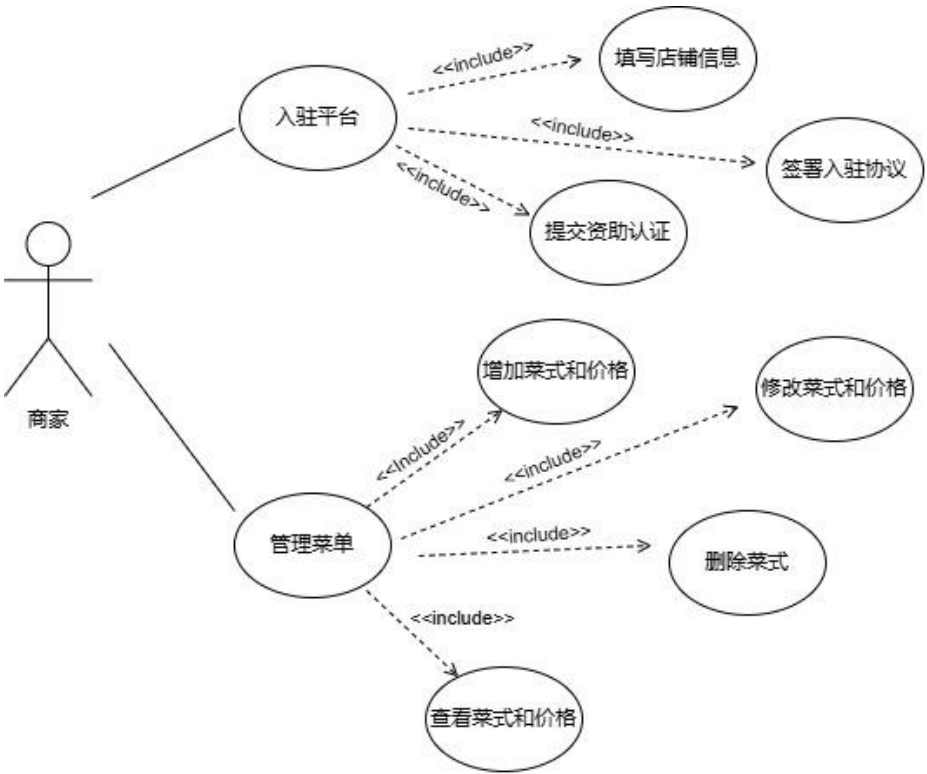 <<include>>
填写店铺信息
入驻平台
<<include>>
签署入驻协议
<<include>>
提交资助认证
商家
增加菜式和价格
修改菜式和价格
<<Include>>
<<include>>
管理菜单
<<include>>
删除菜式
<<include>>
查看菜式和价格